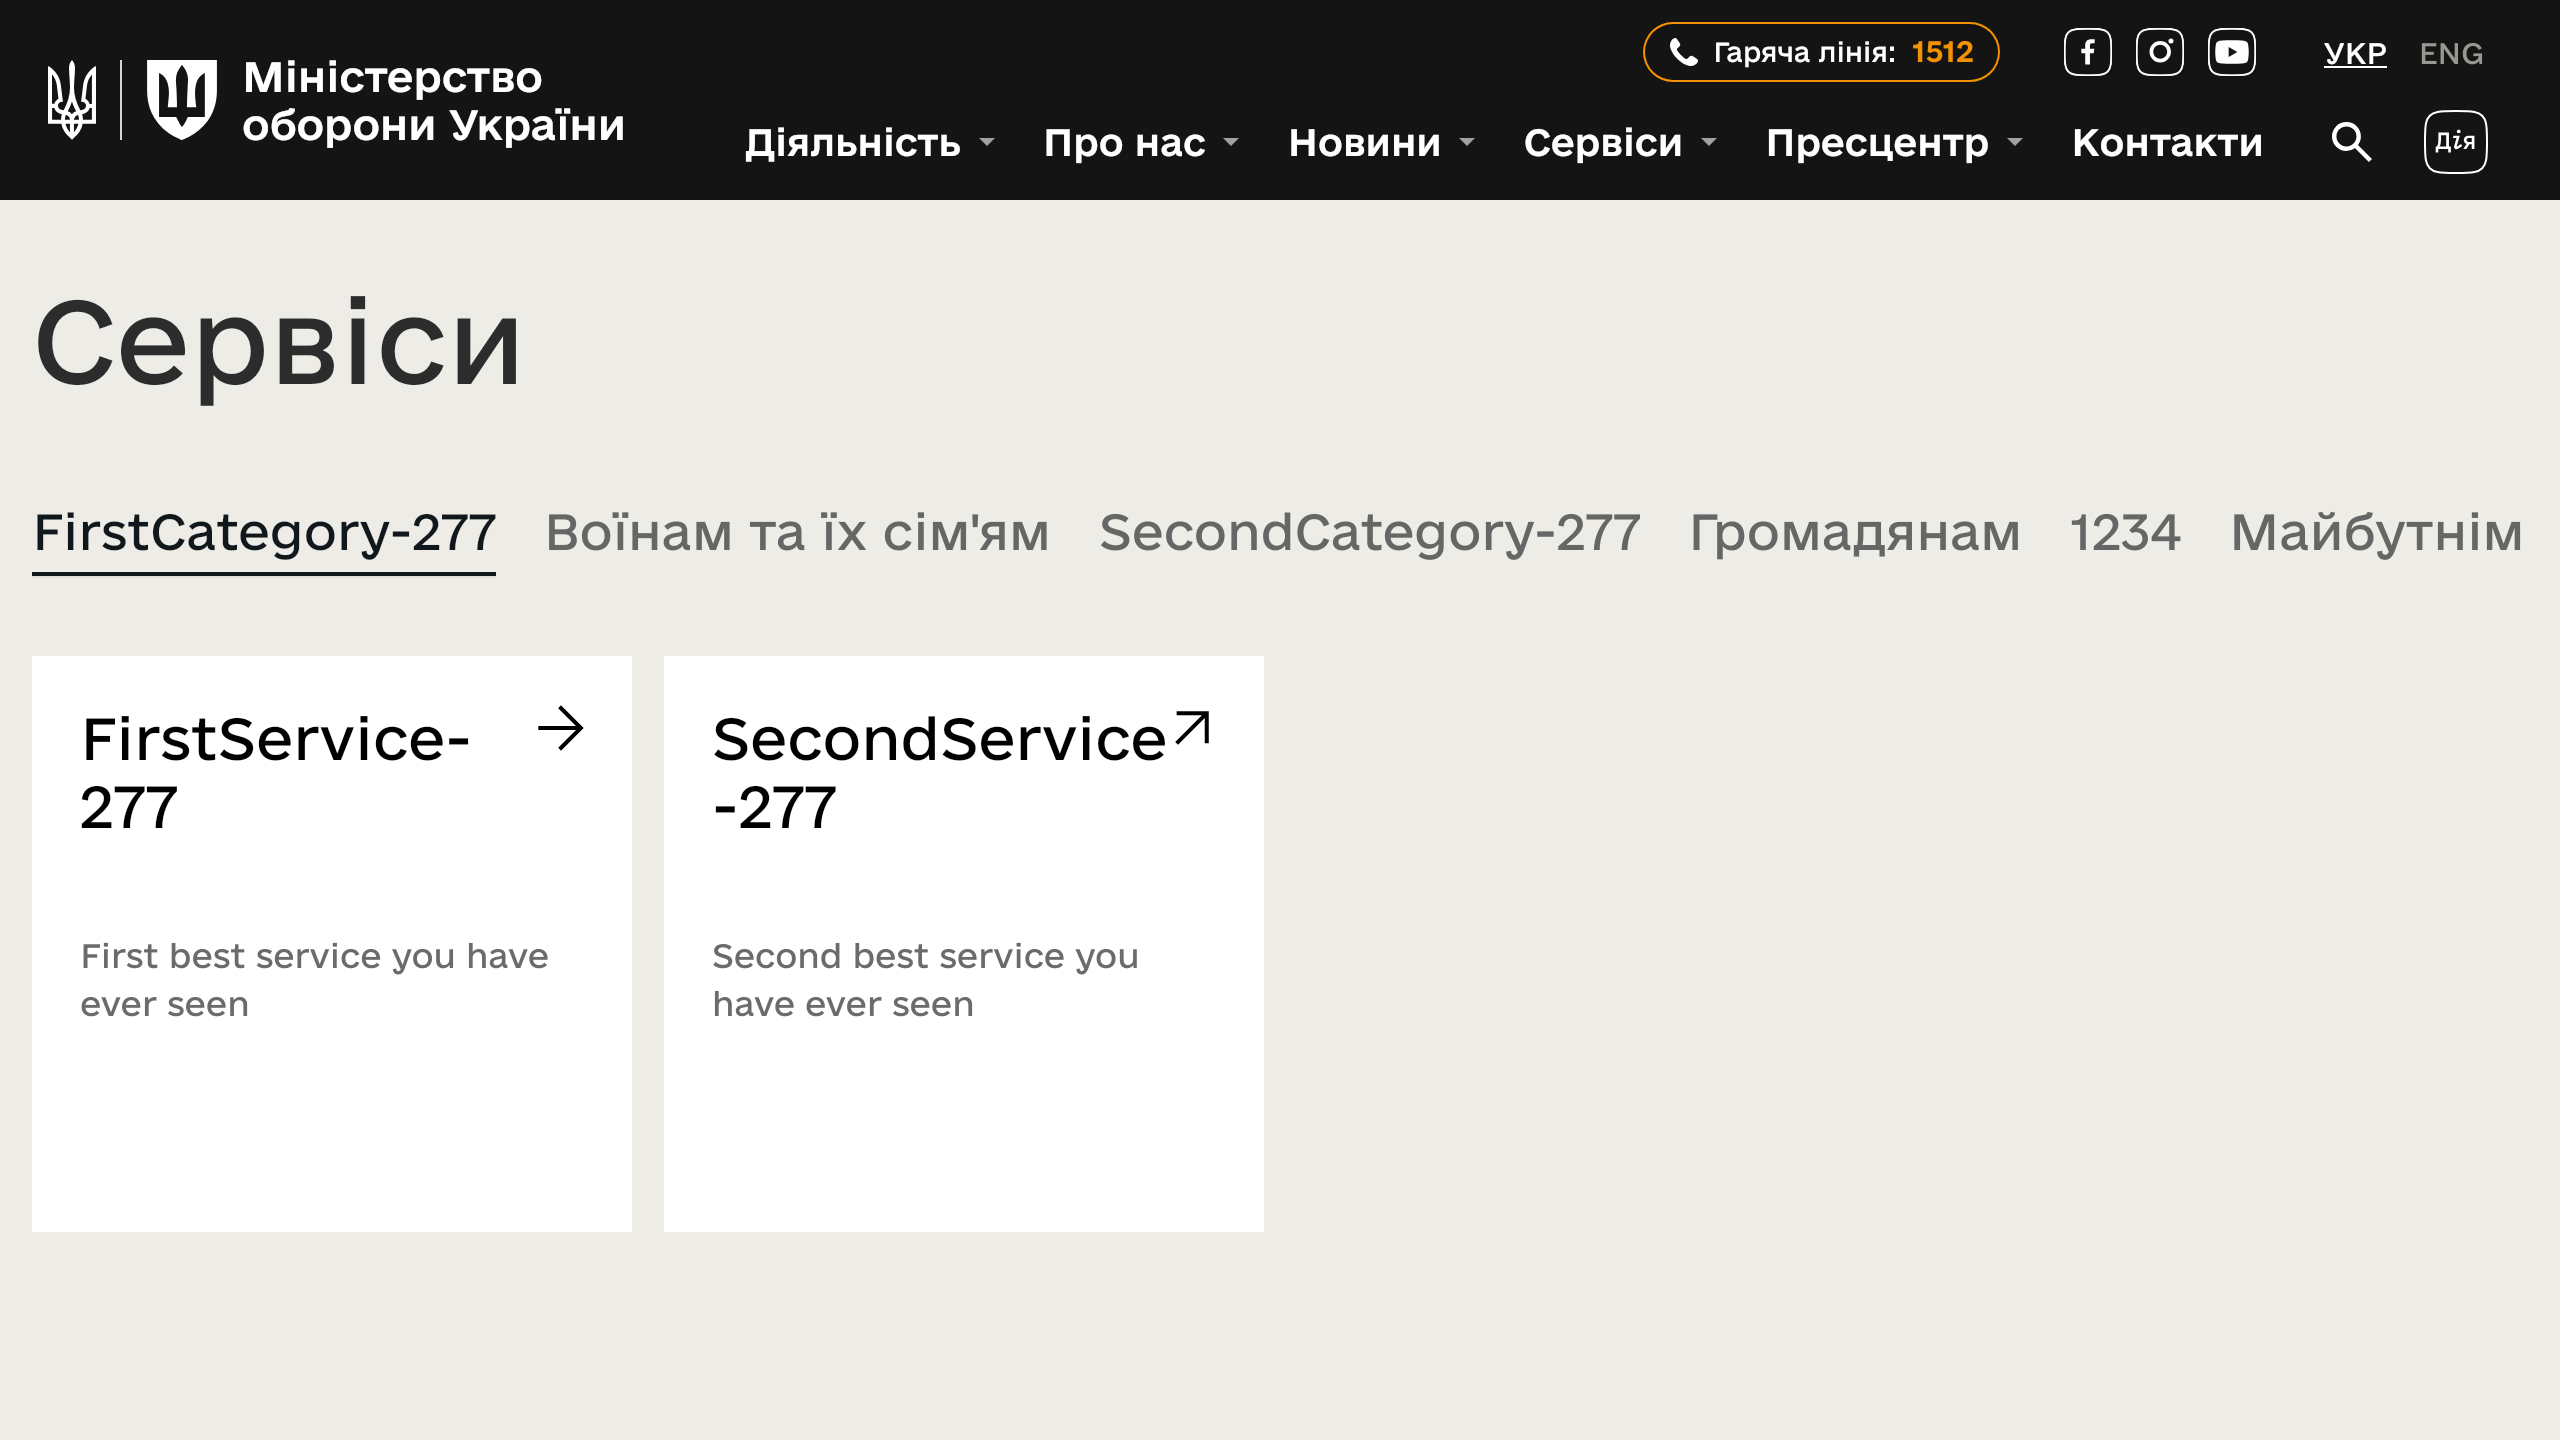 Міністерство
оборони України
Гаряча лінія: 1512
УКР ENG
Діяльність Про нас Новини Сервіси Пресцентр Контакти
Дія
Сервіси
FirstCategory-277 Воїнам та їх сім'ям SecondCategory-277 Громадянам 1234 Майбутнім
FirstService-
277
First best service you have
ever seen
SecondService
-277
Second best service you
have ever seen